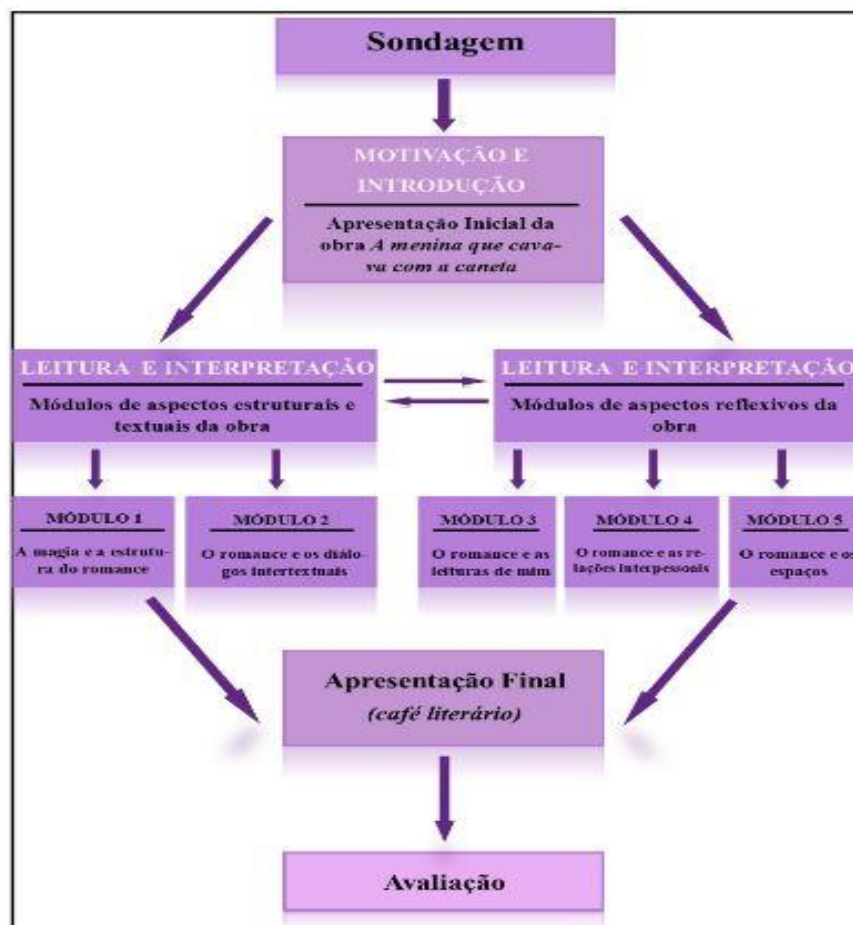 Sondagem
MOTIVAÇÃO E
INTRODUÇÃO
Apresentação Inicial da
obra A menina que cava-
va com a caneta
LEITURA E INTERPRETAÇÃO
Módulos de aspectos estruturais e
textuais da obra
LEITURA E INTERPRETAÇÃO
Módulos de aspectos reflexivos da
obra
MÓDULO 1
A magia e a estrutu-
ra do romance
MÓDULO 2
O romance e os diálo-
gos intertextuais
MÓDULO 3
O romance e as
leituras de mim
MÓDULO 4
O romance e as re-
lações interpessoais
MÓDULO 5
O romance e os
espaços
Apresentação Final
(café literário)
Avaliação